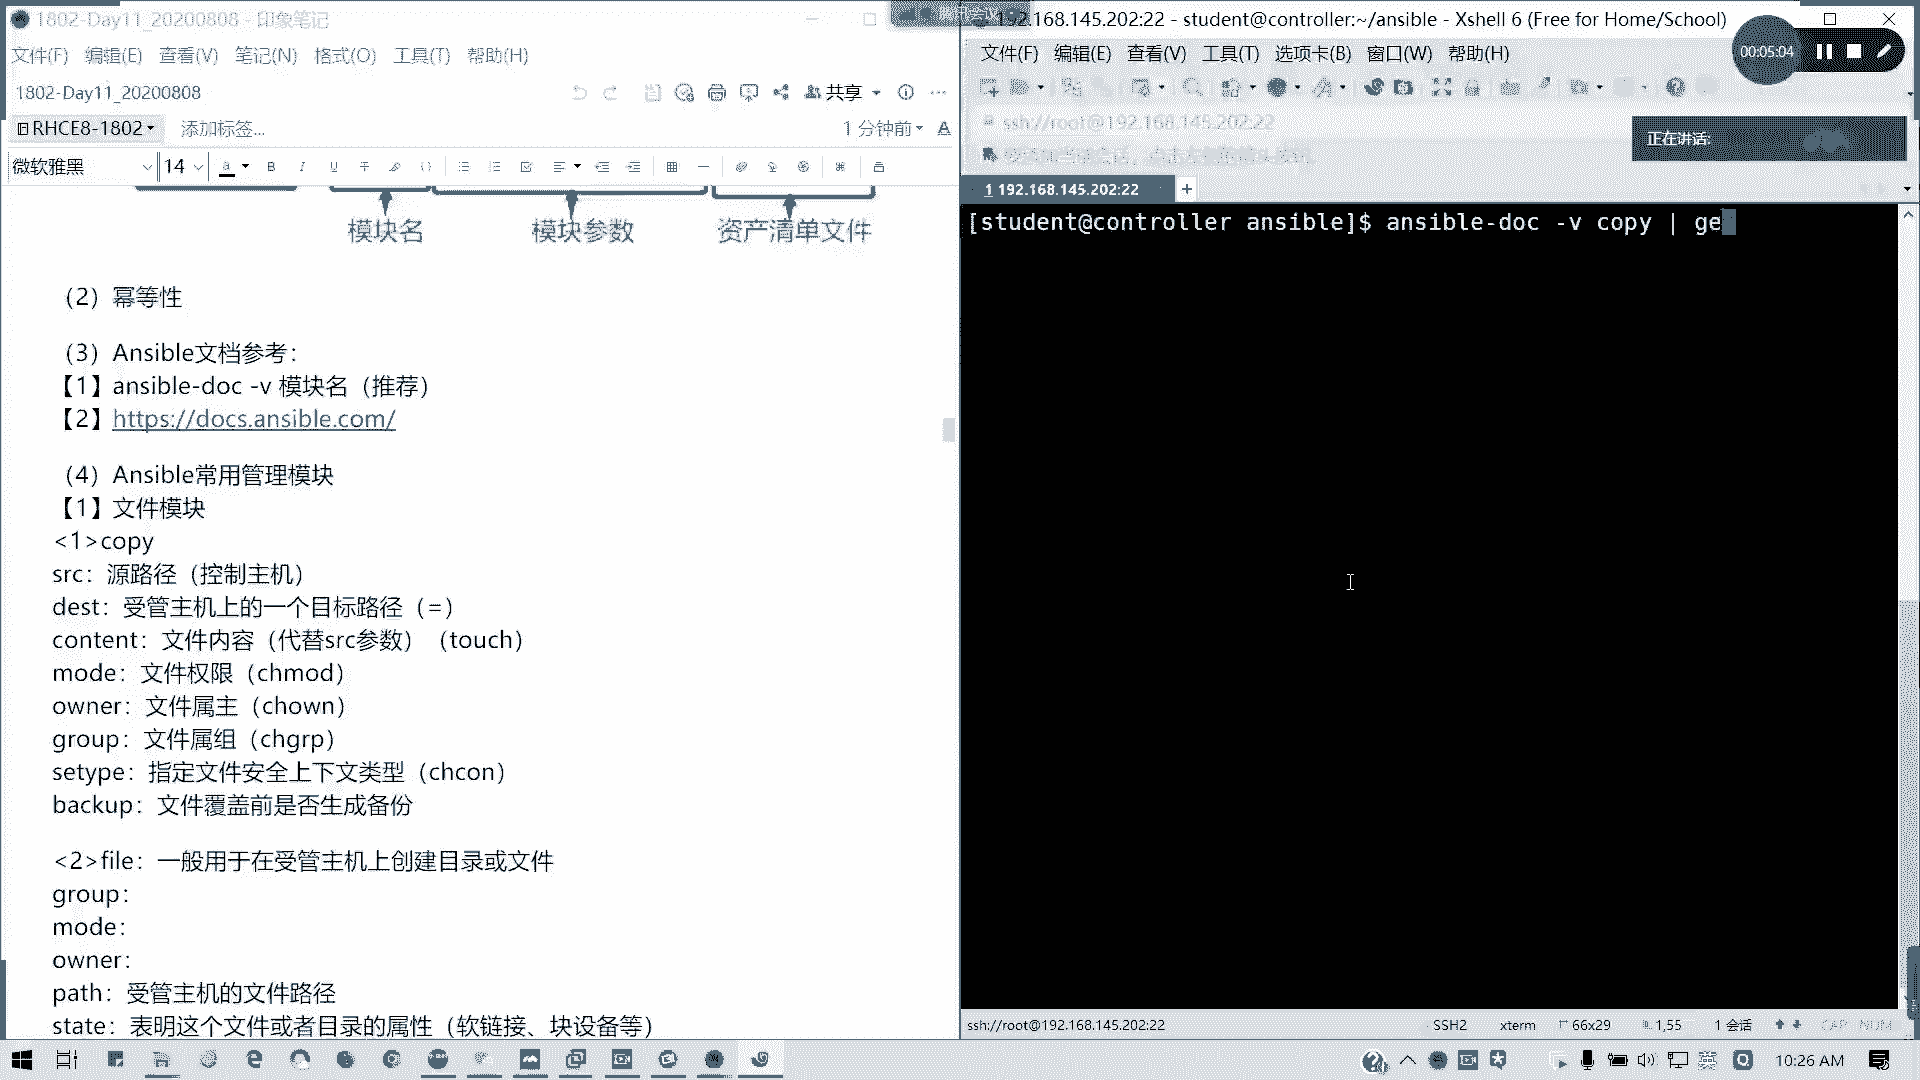 1802-Day11_20200808 - 印象笔记
文件(F) 编辑(E) 查看(V) 笔记(N) 格式(O) 工具(T) 帮助(H)
1802-Day11_20200808
共享
RHCE8-1802 添加标签... 1 分钟前
微软雅黑 14
模块名 模块参数 资产清单文件
（2）幂等性
（3）Ansible文档参考：
【1】ansible-doc -v 模块名（推荐）
【2】https://docs.ansible.com/
（4）Ansible常用管理模块
【1】文件模块
<1>copy
src：源路径（控制主机）
dest：受管主机上的一个目标路径（=）
content：文件内容（代替src参数）（touch）
mode：文件权限（chmod）
owner：文件属主（chown）
group：文件属组（chgrp）
setype：指定文件安全上下文类型（chcon）
backup：文件覆盖前是否生成备份
<2>file：一般用于在受管主机上创建目录或文件
group：
mode：
owner：
path：受管主机的文件路径
state：表明这个文件或者目录的属性（软链接、块设备等）
192.168.145.202:22 - student@controller:~/ansible - Xshell 6 (Free for Home/School)
文件(F) 编辑(E) 查看(V) 工具(T) 选项卡(B) 窗口(W) 帮助(H)
00:05:04
ssh://root@192.168.145.202:22
正在讲话:
1 192.168.145.202:22
[student@controller ansible]$ ansible-doc -v copy | ge
ssh://root@192.168.145.202:22 SSH2 xterm 66x29 1,55 1 会话 CAP NUM
英 10:26 AM